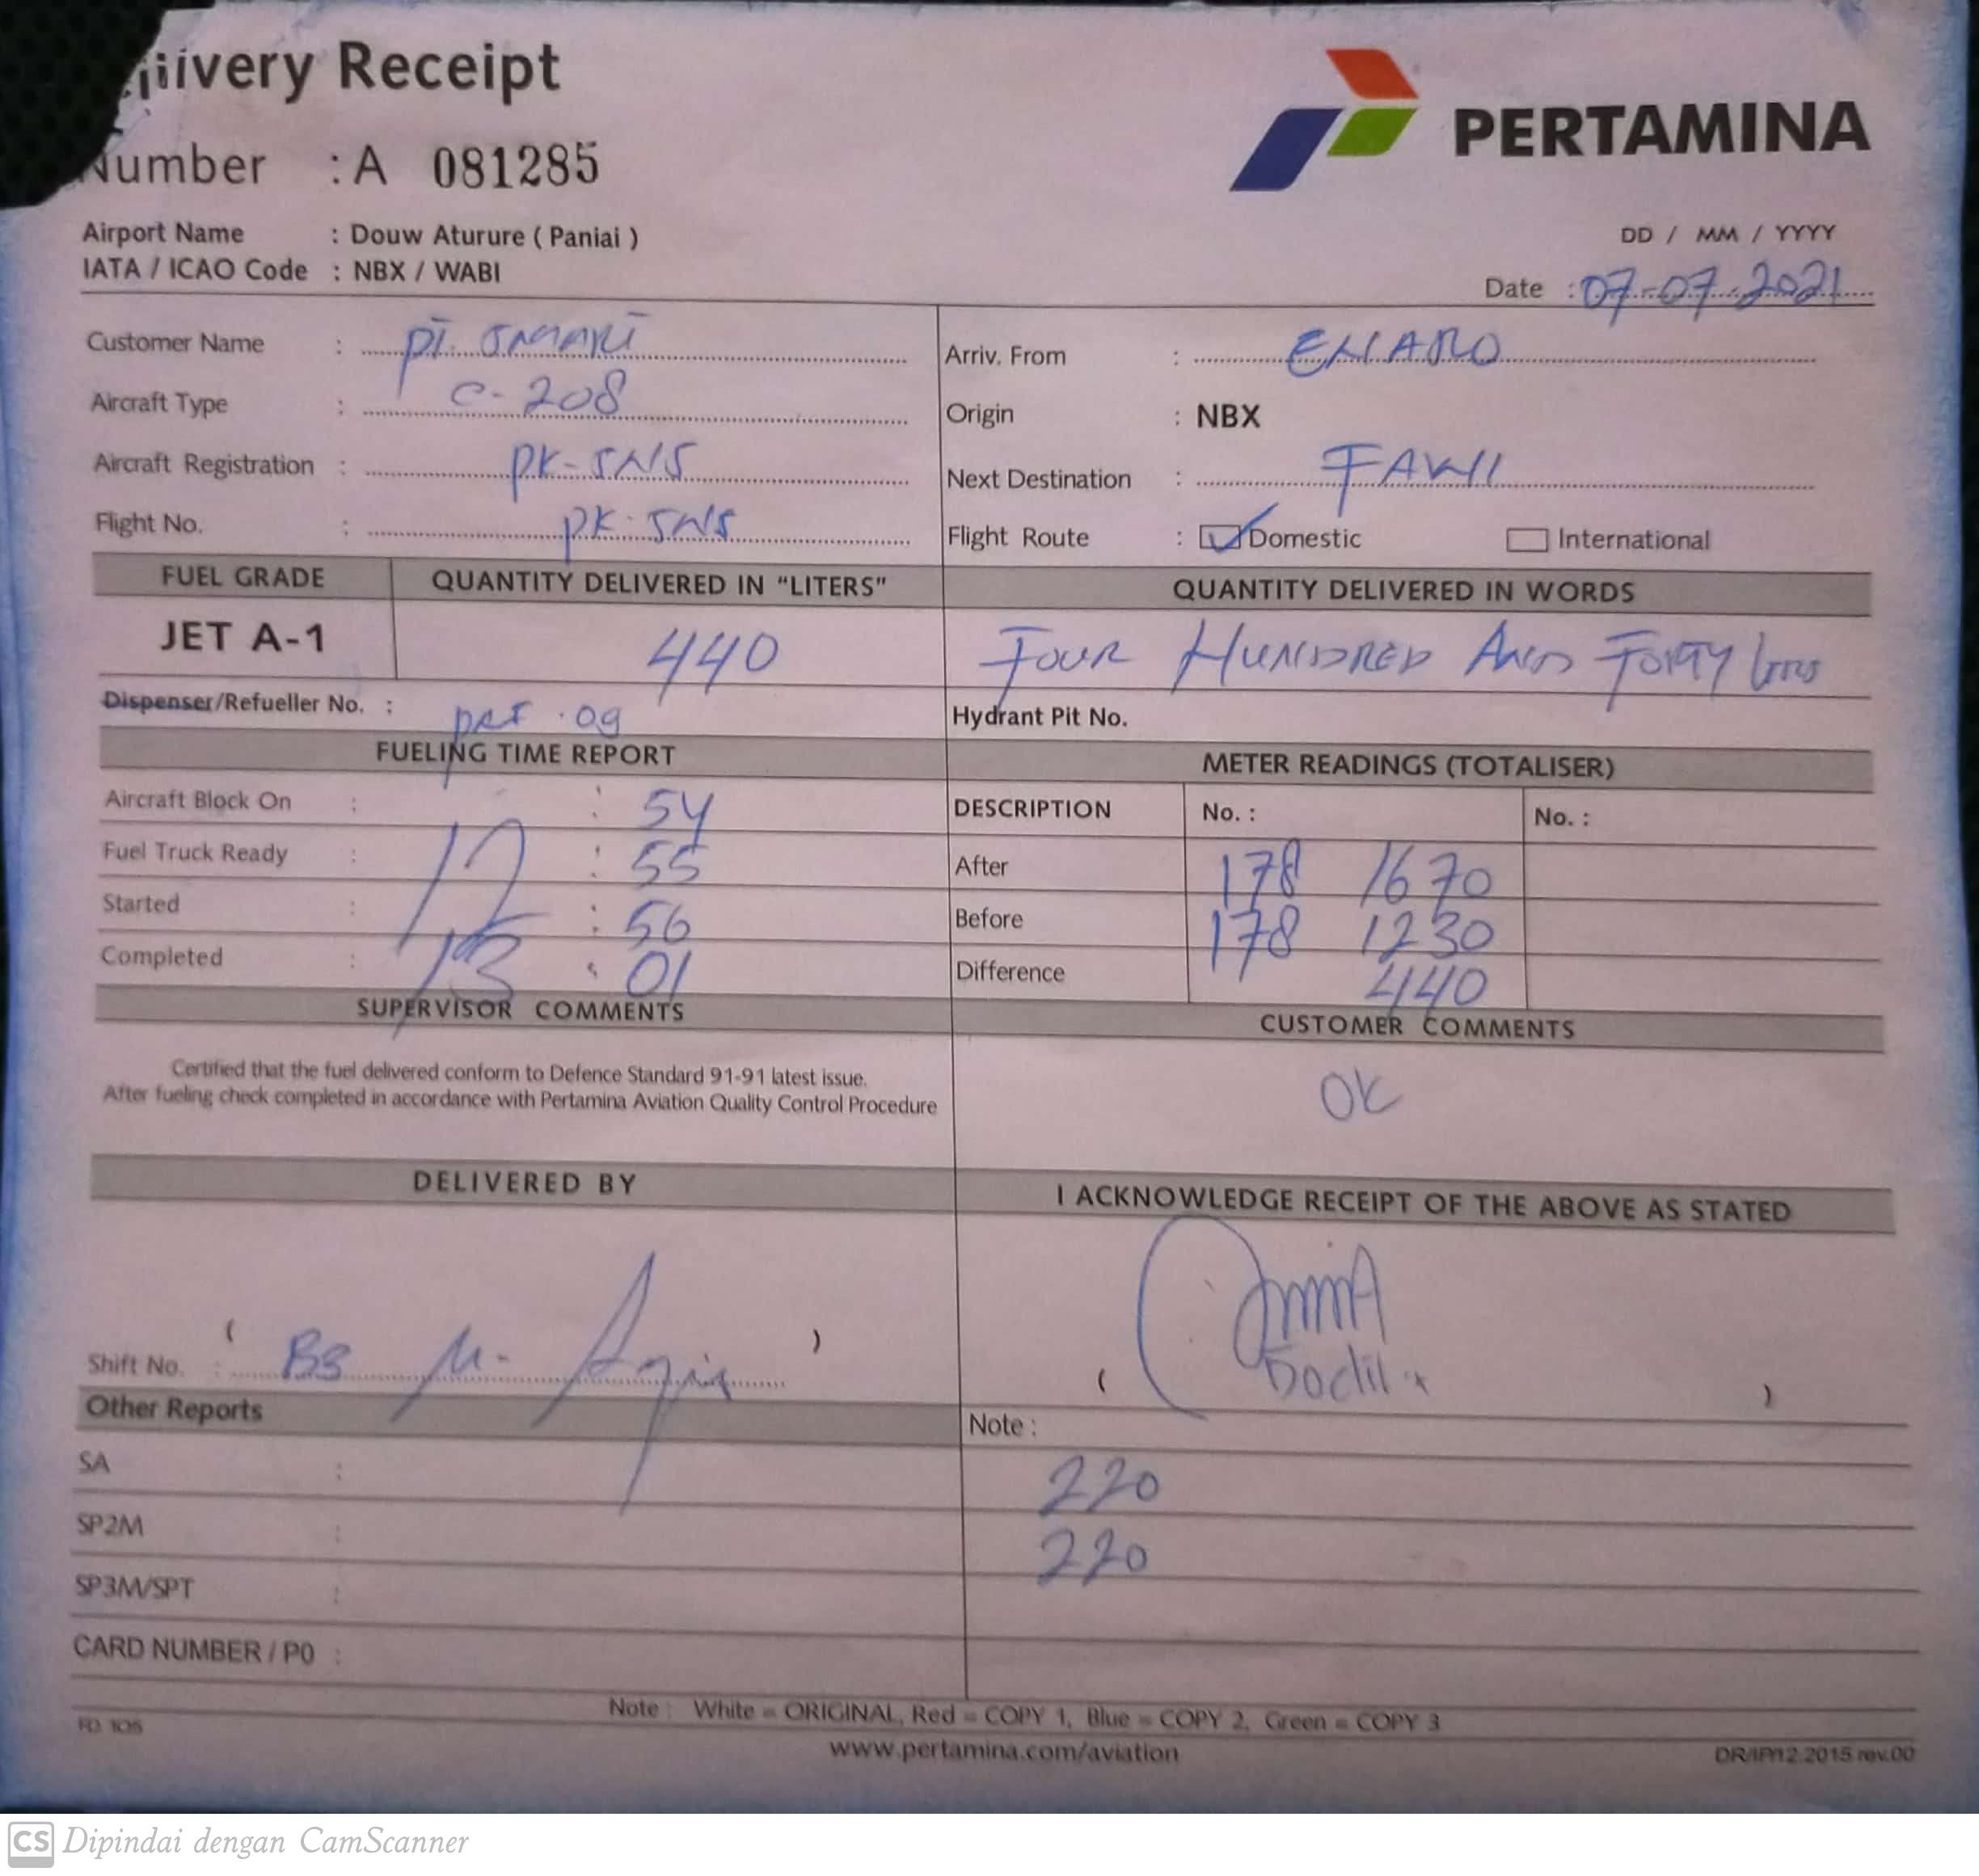 Delivery Receipt
PERTAMINA
Number : A 081285
Airport Name : Douw Aturure ( Paniai )
IATA / ICAO Code : NBX / WABI
DD / MM / YYYY
Date : 07-07-2021
Customer Name : PT. SMART
Arriv. From : ENARO
Aircraft Type : C-208
Origin : NBX
Aircraft Registration : PK-SNS
Next Destination : FAWI
Flight No. : PK-SNS
Flight Route : Domestic International
FUEL GRADE QUANTITY DELIVERED IN "LITERS" QUANTITY DELIVERED IN WORDS
JET A-1 440 FOUR HUNDRED AND FORTY
Dispenser/Refueller No. : 09
Hydrant Pit No.
FUELING TIME REPORT
METER READINGS (TOTALISER)
Aircraft Block On : : 54
DESCRIPTION No. : No. :
Fuel Truck Ready : 12 : 55
After 178 1670
Started : : 56
Before 178 1230
Completed : 13 : 01
Difference 440
SUPERVISOR COMMENTS
CUSTOMER COMMENTS
Certified that the fuel delivered conform to Defence Standard 91-91 latest issue.
After fueling check completed in accordance with Pertamina Aviation Quality Control Procedure
OK
DELIVERED BY
I ACKNOWLEDGE RECEIPT OF THE ABOVE AS STATED
( )
Shift No. : B3 M.
( )
Other Reports
Note :
SA :
220
SP2M :
220
SP3M/SPT :
CARD NUMBER / PO :
Note : White = ORIGINAL, Red = COPY 1, Blue = COPY 2, Green = COPY 3
FD. 105
www.pertamina.com/aviation
DR/IP/12.2015 rev.00
CS Dipindai dengan CamScanner